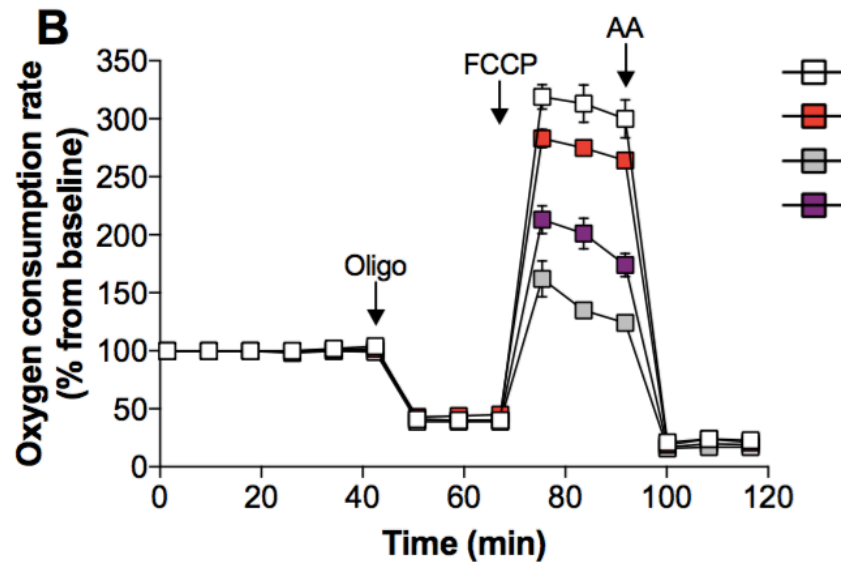 B
AA
FCCP
Oligo
350
300
250
200
150
100
50
0
0 20 40 60 80 100 120
Oxygen consumption rate
(% from baseline)
Time (min)